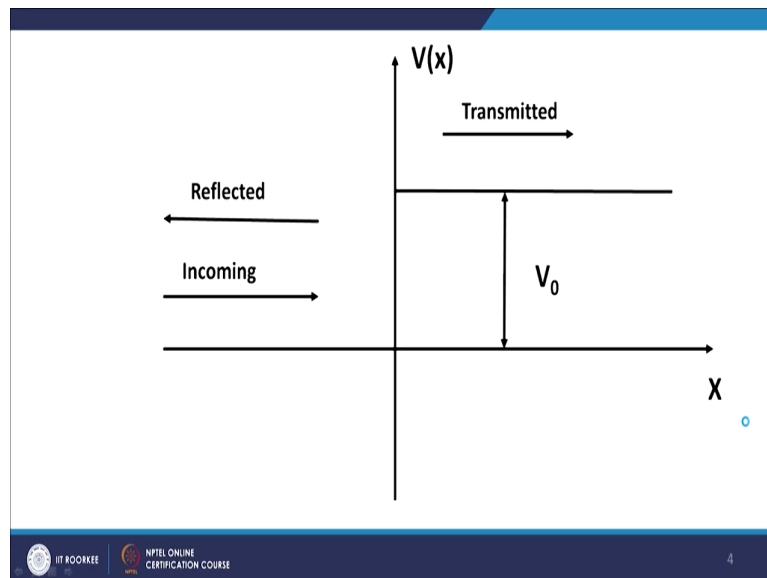 V(x)
Transmitted
Reflected
Incoming
V₀
X
IIT ROORKEE
NPTEL ONLINE
CERTIFICATION COURSE
4